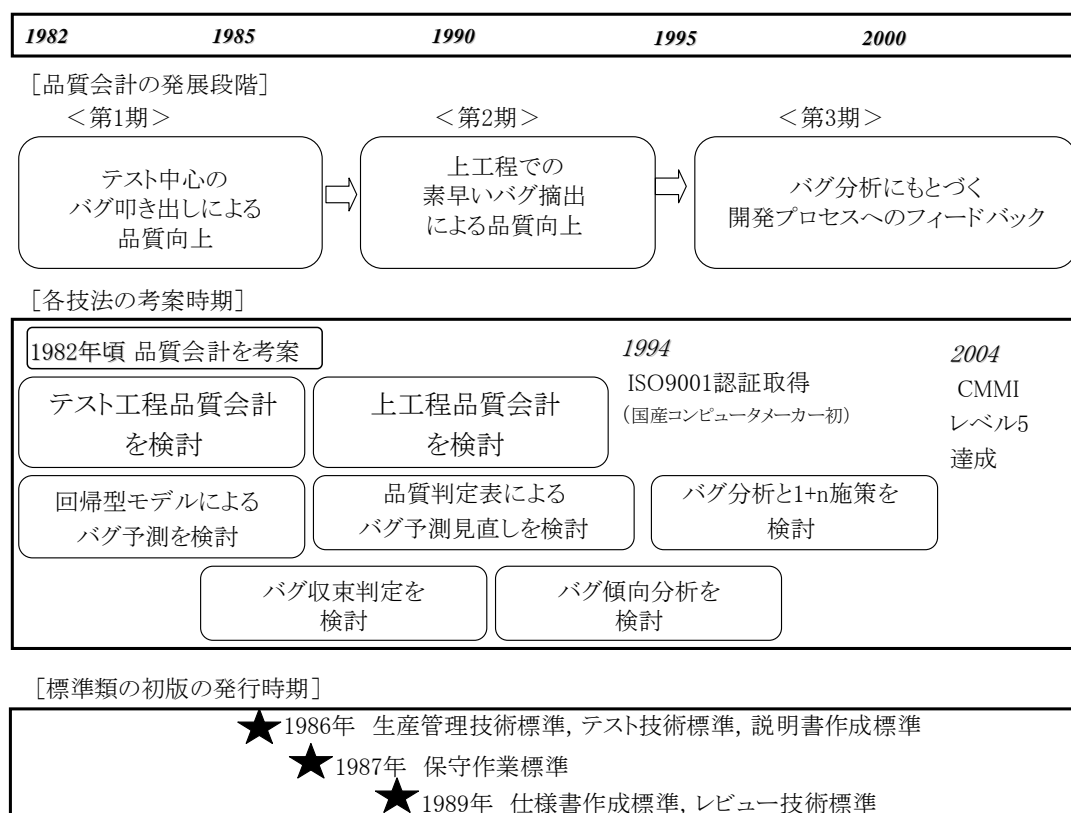 1982 1985 1990 1995 2000
［品質会計の発展段階］
＜第1期＞ ＜第2期＞ ＜第3期＞
テスト中心の
バグ叩き出しによる
品質向上
上工程での
素早いバグ摘出
による品質向上
バグ分析にもとづく
開発プロセスへのフィードバック
［各技法の考案時期］
1982年頃 品質会計を考案
テスト工程品質会計
を検討
上工程品質会計
を検討
1994
ISO9001認証取得
（国産コンピュータメーカー初）
2004
CMMI
レベル5
達成
回帰型モデルによる
バグ予測を検討
品質判定表による
バグ予測見直しを検討
バグ分析と1+n施策を
検討
バグ収束判定を
検討
バグ傾向分析を
検討
［標準類の初版の発行時期］
1986年 生産管理技術標準, テスト技術標準, 説明書作成標準
1987年 保守作業標準
1989年 仕様書作成標準, レビュー技術標準